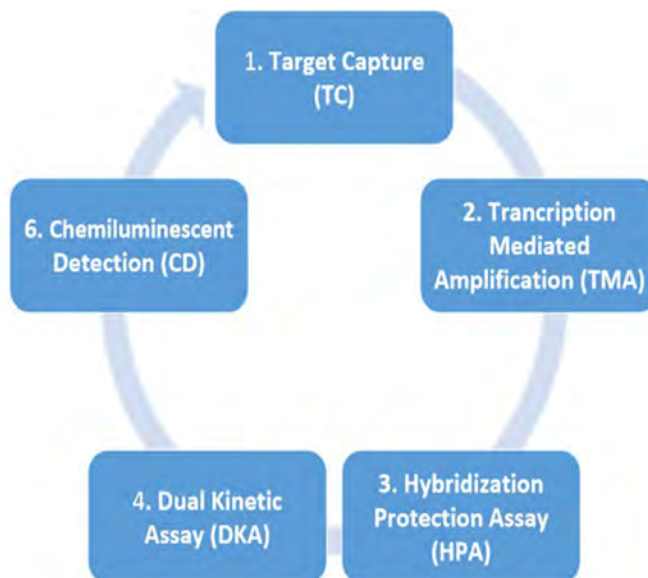 1. Target Capture
(TC)
2. Trancription
Mediated
Amplification (TMA)
3. Hybridization
Protection Assay
(HPA)
4. Dual Kinetic
Assay (DKA)
6. Chemiluminescent
Detection (CD)